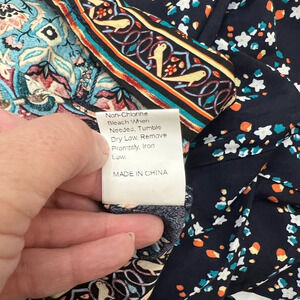 Non-Chlorine
Bleach When
Needed, Tumble
Dry Low, Remove
Promptly, Iron
Low.
MADE IN CHINA